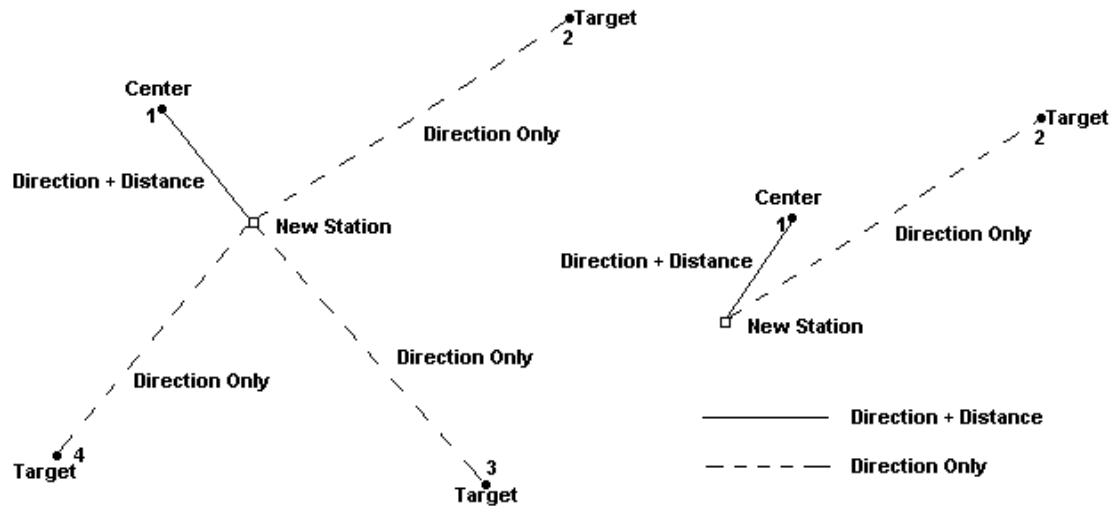 Target
2
Center
1
Direction Only
Direction + Distance
New Station
Direction Only
Direction Only
4
Target
3
Target
Target
2
Center
1
Direction Only
Direction + Distance
New Station
Direction + Distance
Direction Only